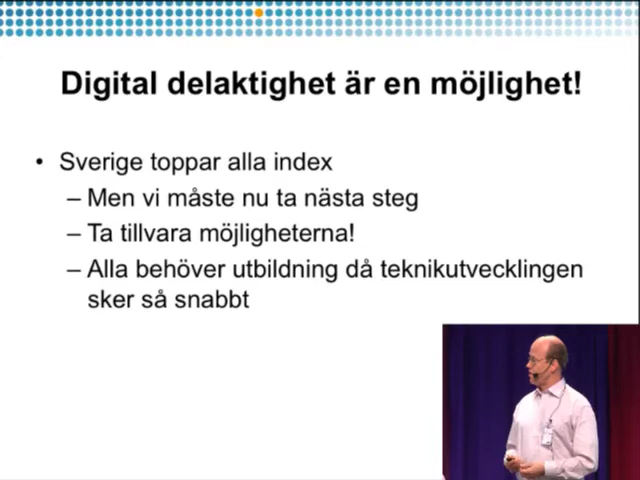 Digital delaktighet är en möjlighet!
• Sverige toppar alla index
– Men vi måste nu ta nästa steg
– Ta tillvara möjligheterna!
– Alla behöver utbildning då teknikutvecklingen
sker så snabbt